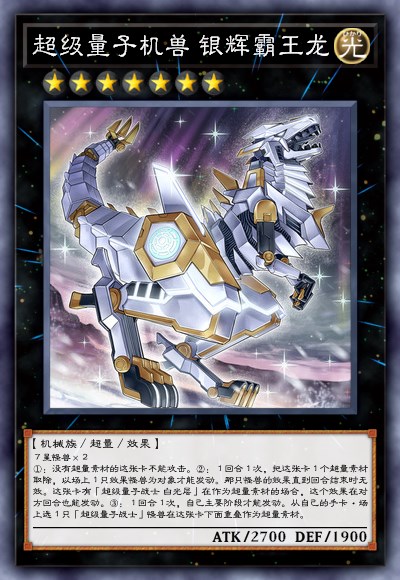 超级量子机兽 银辉霸王龙
光
【机械族／超量／效果】
７星怪兽×２
①：没有超量素材的这张卡不能攻击。②：１回合１次，把这张卡１个超量素材
取除，以场上１只效果怪兽为对象才能发动。那只怪兽的效果直到回合结束时无
效。这张卡有「超级量子战士 白光层」在作为超量素材的场合，这个效果在对
方回合也能发动。③：１回合１次，自己主要阶段才能发动。从自己的手卡·场
上选１只「超级量子战士」怪兽在这张卡下面重叠作为超量素材。
ATK/2700 DEF/1900